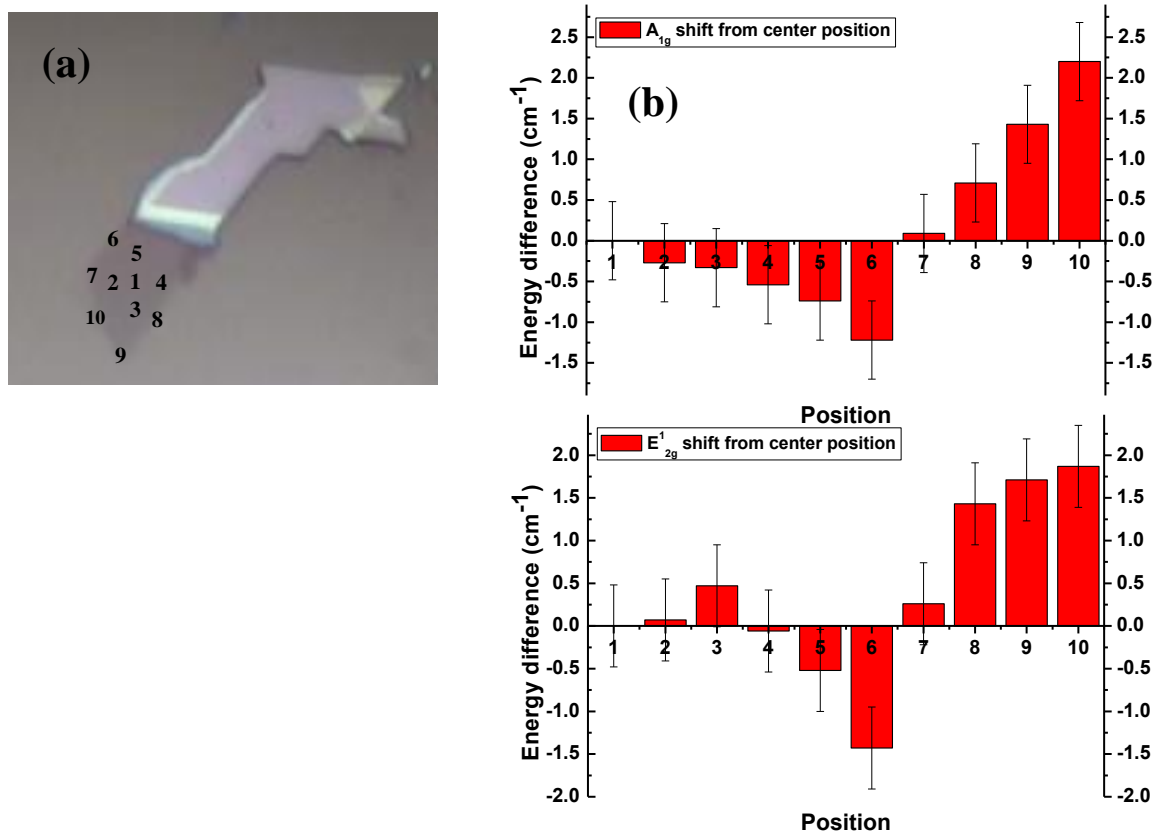 (a)
6
5
7 2 1 4
3
10 8
9
(b)
A1g shift from center position
Energy difference (cm-1)
2.5 2.5
2.0 2.0
1.5 1.5
1.0 1.0
0.5 0.5
0.0 0.0
-0.5 -0.5
-1.0 -1.0
-1.5 -1.5
1 2 3 4 5 6 7 8 9 10
Position
E12g shift from center position
Energy difference (cm-1)
2.0 2.0
1.5 1.5
1.0 1.0
0.5 0.5
0.0 0.0
-0.5 -0.5
-1.0 -1.0
-1.5 -1.5
-2.0 -2.0
1 2 3 4 5 6 7 8 9 10
Position